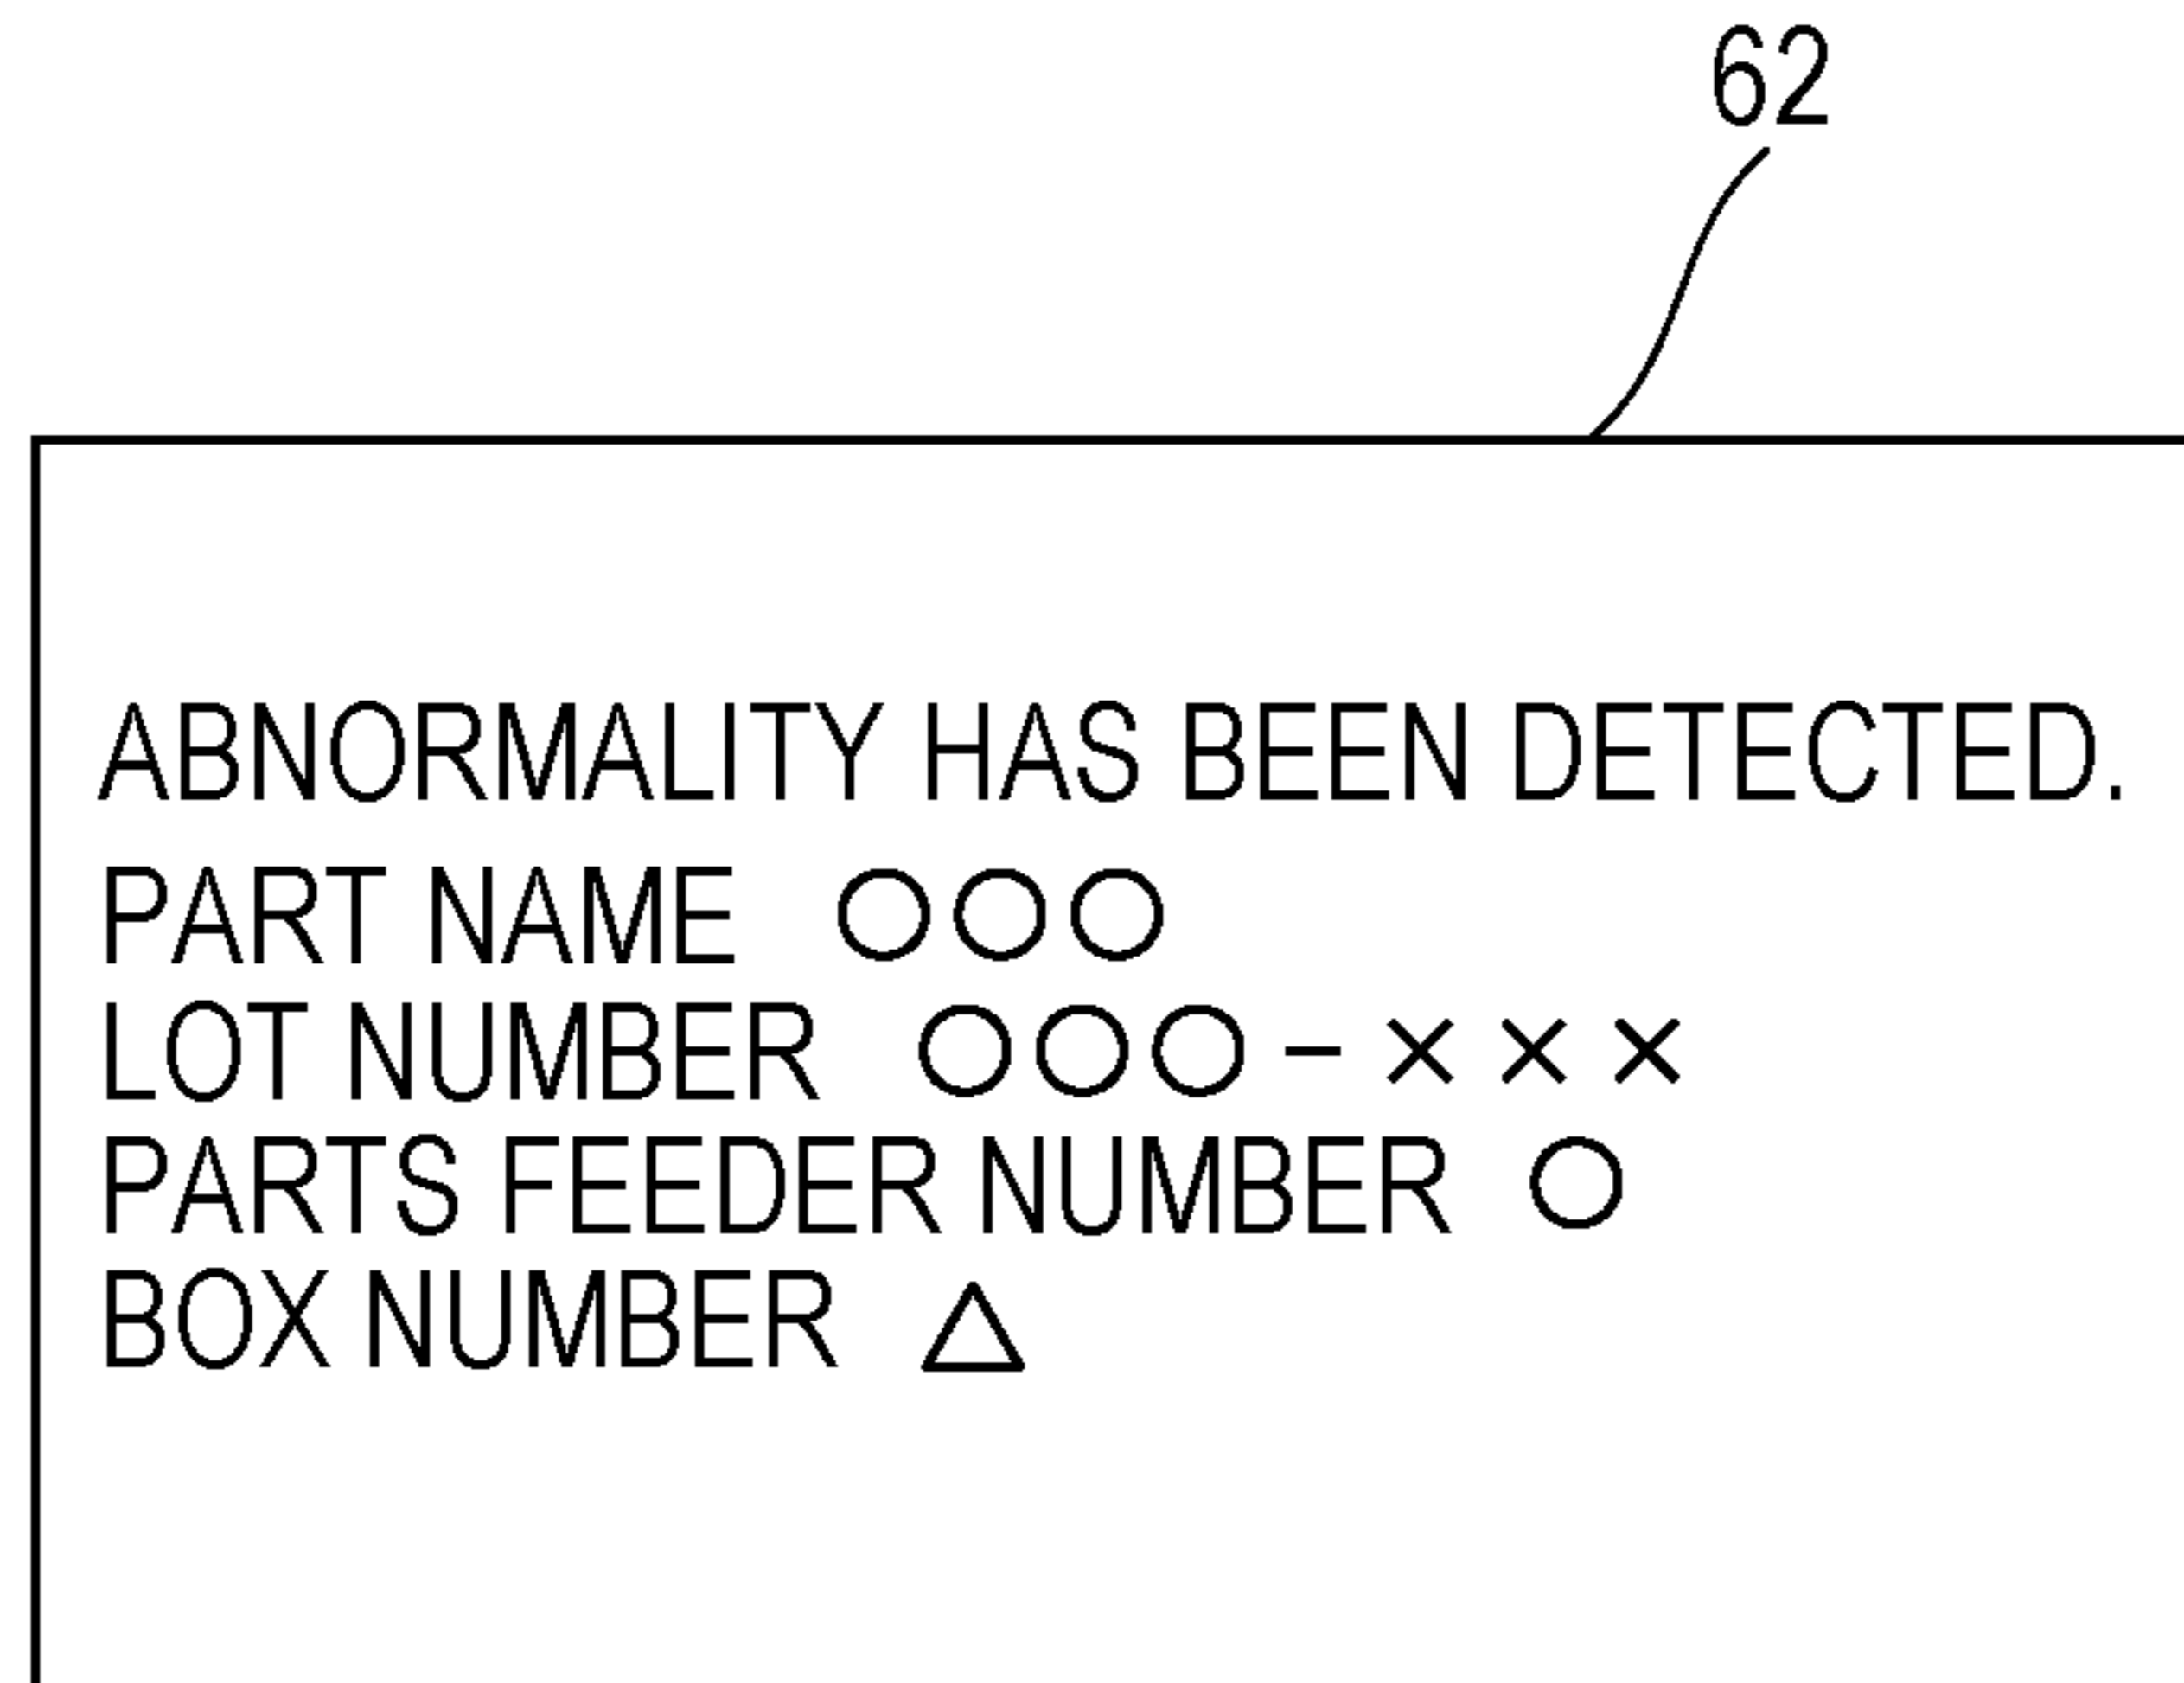 62
ABNORMALITY HAS BEEN DETECTED.
PART NAME ○○○
LOT NUMBER ○○○-×××
PARTS FEEDER NUMBER ○
BOX NUMBER △